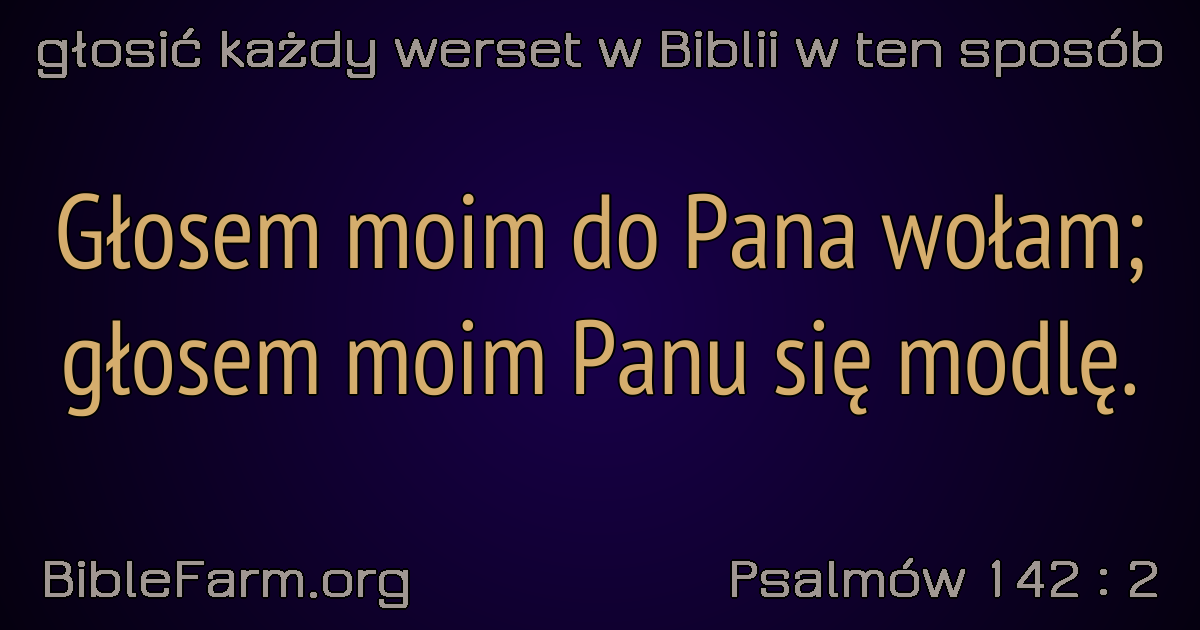 głosić każdy werset w Biblii w ten sposób
Głosem moim do Pana wołam;
głosem moim Panu się modlę.
BibleFarm.org
Psalmów 142 : 2